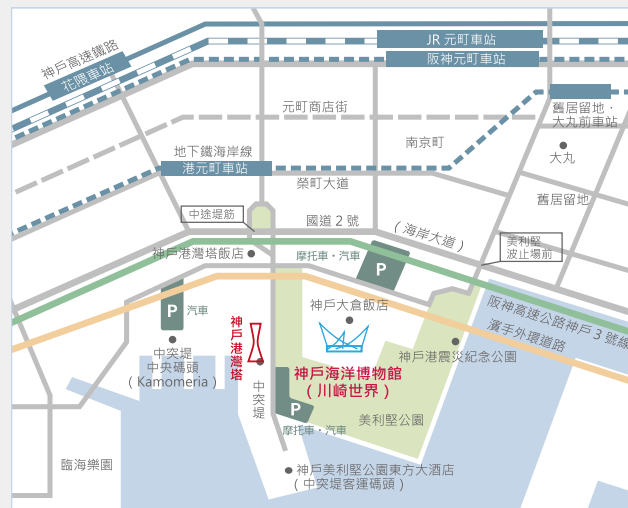 JR 元町車站
神戶高速鐵路
阪神元町車站
花隈車站
元町商店街
舊居留地・
大丸前車站
南京町
地下鐵海岸線
大丸
港元町車站
榮町大道
舊居留地
中途堤筋
國道 2 號
(海岸大道)
美利堅
波止場前
神戶港灣塔飯店
摩托車・汽車
P
P
汽車
神戶大倉飯店
阪神高速公路神戶 3 號線
濱手外環道路
神戶港灣塔
中突堤
中央碼頭
(Kamomeria)
神戶港震災紀念公園
神戶海洋博物館
(川崎世界)
中突堤
P
美利堅公園
摩托車・汽車
臨海樂園
神戶美利堅公園東方大酒店
(中突堤客運碼頭)